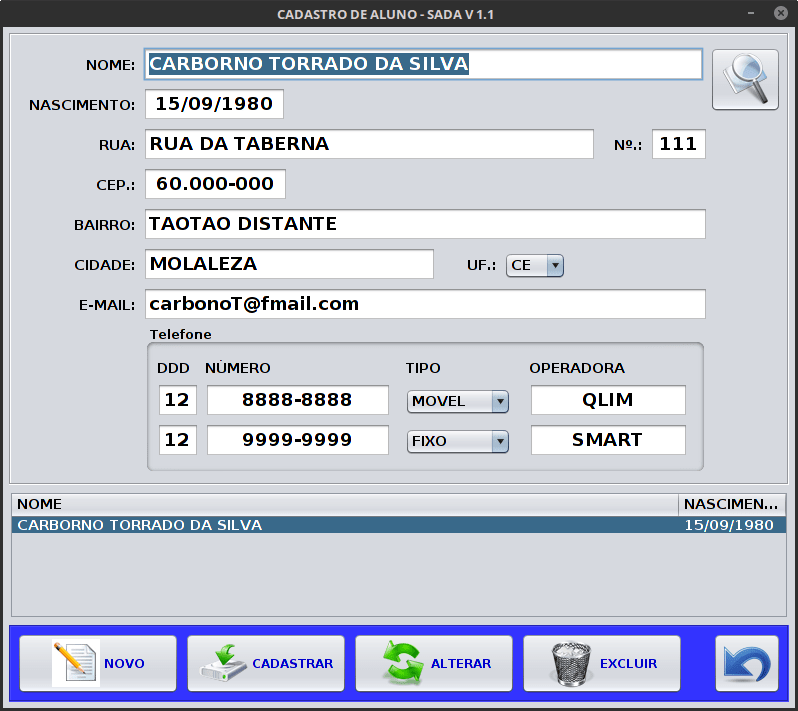 CADASTRO DE ALUNO - SADA V 1.1
NOME: CARBORNO TORRADO DA SILVA
NASCIMENTO: 15/09/1980
RUA: RUA DA TABERNA Nº.: 111
CEP.: 60.000-000
BAIRRO: TAOTAO DISTANTE
CIDADE: MOLALEZA UF.: CE
E-MAIL: carbonoT@fmail.com
Telefone
DDD NÚMERO TIPO OPERADORA
12 8888-8888 MOVEL QLIM
12 9999-9999 FIXO SMART
NOME NASCIMEN...
CARBORNO TORRADO DA SILVA 15/09/1980
NOVO CADASTRAR ALTERAR EXCLUIR